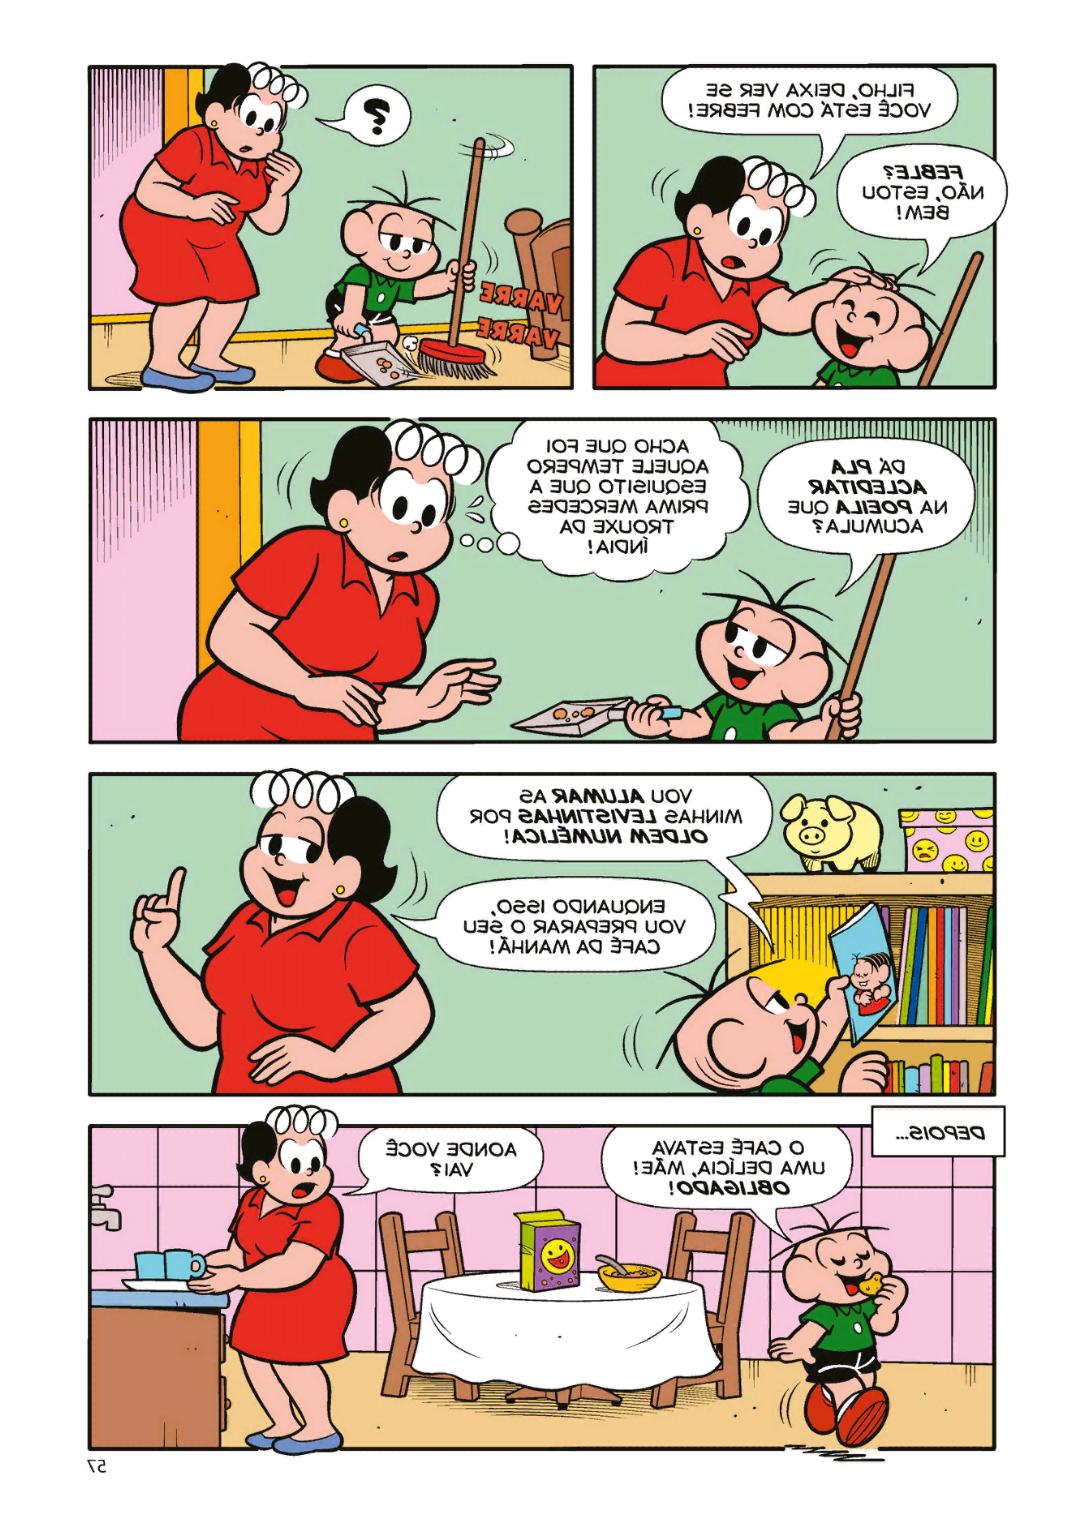 FILHO, DEIXA VER SE
VOCÊ ESTÁ COM FEBRE!
FEBLE?
NÃO, ESTOU
BEM!
?
VARRE
VARRE
DÁ PLA
ACLEDITAR
NA POEILA QUE
ACUMULA?
ACHO QUE FOI
AQUELE TEMPERO
ESQUISITO QUE A
PRIMA MERCEDES
TROUXE DA
ÍNDIA!
VOU ALUMAR AS
MINHAS LEVISTINHAS POR
OLDEM NUMÉLICA!
ENQUANDO ISSO,
VOU PREPARAR O SEU
CAFÉ DA MANHÃ!
DEPOIS...
O CAFÉ ESTAVA
UMA DELÍCIA, MÃE!
OBLIGADO!
AONDE VOCÊ
VAI?
57